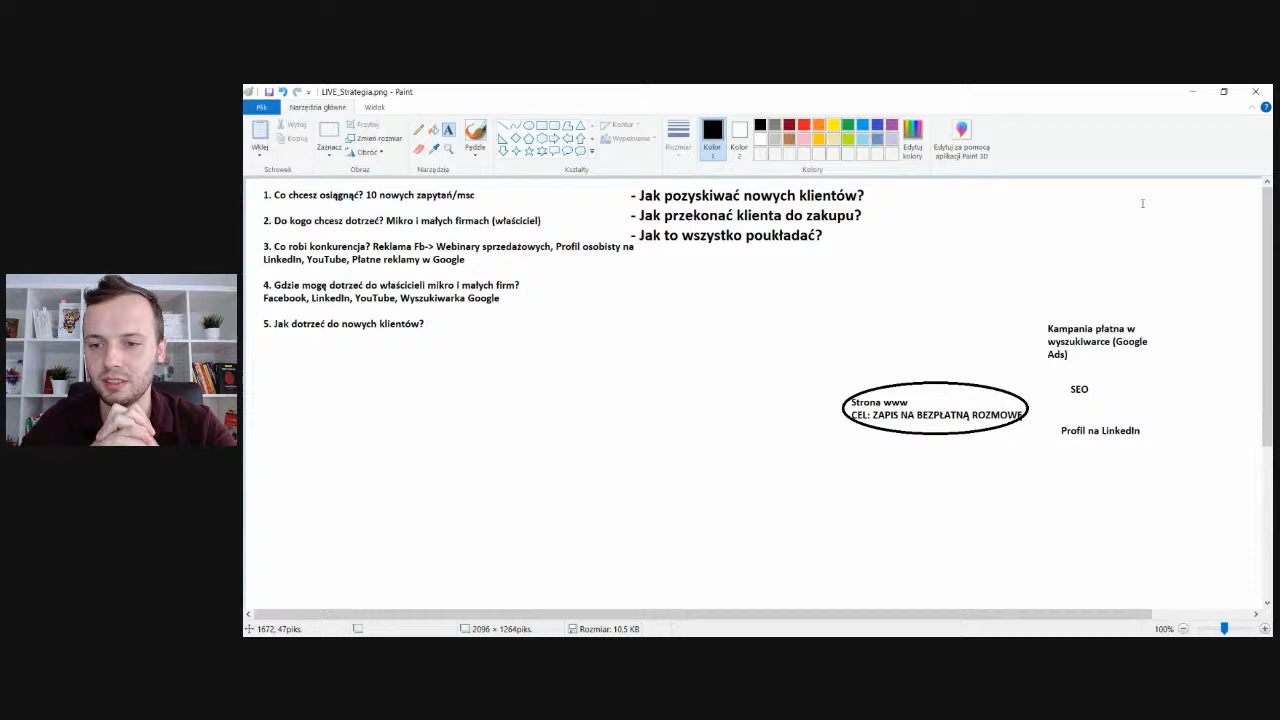 LIVE_Strategia.png - Paint
Plik
Narzędzia główne
Widok
Wklej
Wytnij
Kopiuj
Schowek
Zaznacz
Przytnij
Zmień rozmiar
Obróć
Obraz
Narzędzia
Pędzle
Kształty
Kontur
Wypełnienie
Rozmiar
Kolor 1
Kolor 2
Kolory
Edytuj kolory
Edytuj za pomocą aplikacji Paint 3D
1. Co chcesz osiągnąć? 10 nowych zapytań/msc
2. Do kogo chcesz dotrzeć? Mikro i małych firmach (właściciel)
3. Co robi konkurencja? Reklama Fb-> Webinary sprzedażowych, Profil osobisty na
LinkedIn, YouTube, Płatne reklamy w Google
4. Gdzie mogę dotrzeć do właścicieli mikro i małych firm?
Facebook, LinkedIn, YouTube, Wyszukiwarka Google
5. Jak dotrzeć do nowych klientów?
- Jak pozyskiwać nowych klientów?
- Jak przekonać klienta do zakupu?
- Jak to wszystko poukładać?
Kampania płatna w
wyszukiwarce (Google
Ads)
SEO
Strona www
CEL: ZAPIS NA BEZPŁATNĄ ROZMOWĘ
Profil na LinkedIn
1672, 47piks.
2096 × 1264piks.
Rozmiar: 10,5 KB
100%